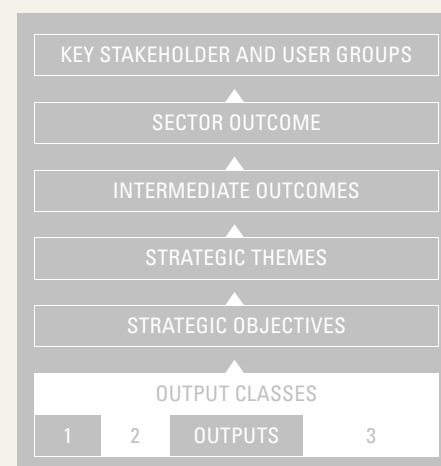 KEY STAKEHOLDER AND USER GROUPS
SECTOR OUTCOME
INTERMEDIATE OUTCOMES
STRATEGIC THEMES
STRATEGIC OBJECTIVES
OUTPUT CLASSES
1 2 OUTPUTS 3